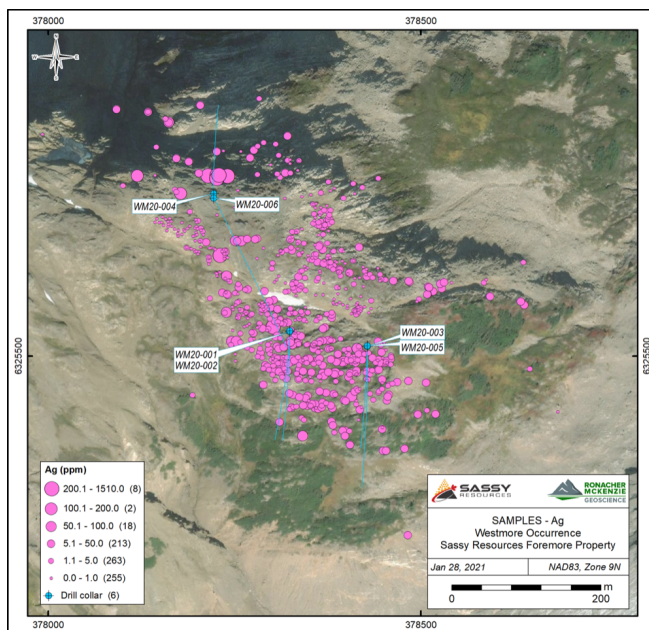 378000
378500
N
W
E
S
WM20-004
WM20-006
WM20-003
WM20-005
WM20-001
WM20-002
6325500
6325500
Ag (ppm)
200.1 - 1510.0 (8)
100.1 - 200.0 (2)
50.1 - 100.0 (18)
5.1 - 50.0 (213)
1.1 - 5.0 (263)
0.0 - 1.0 (255)
Drill collar (6)
SASSY
RESOURCES
RONACHER
MCKENZIE
GEOSCIENCE
SAMPLES - Ag
Westmore Occurrence
Sassy Resources Foremore Property
Jan 28, 2021
NAD83, Zone 9N
m
0
200
378000
378500